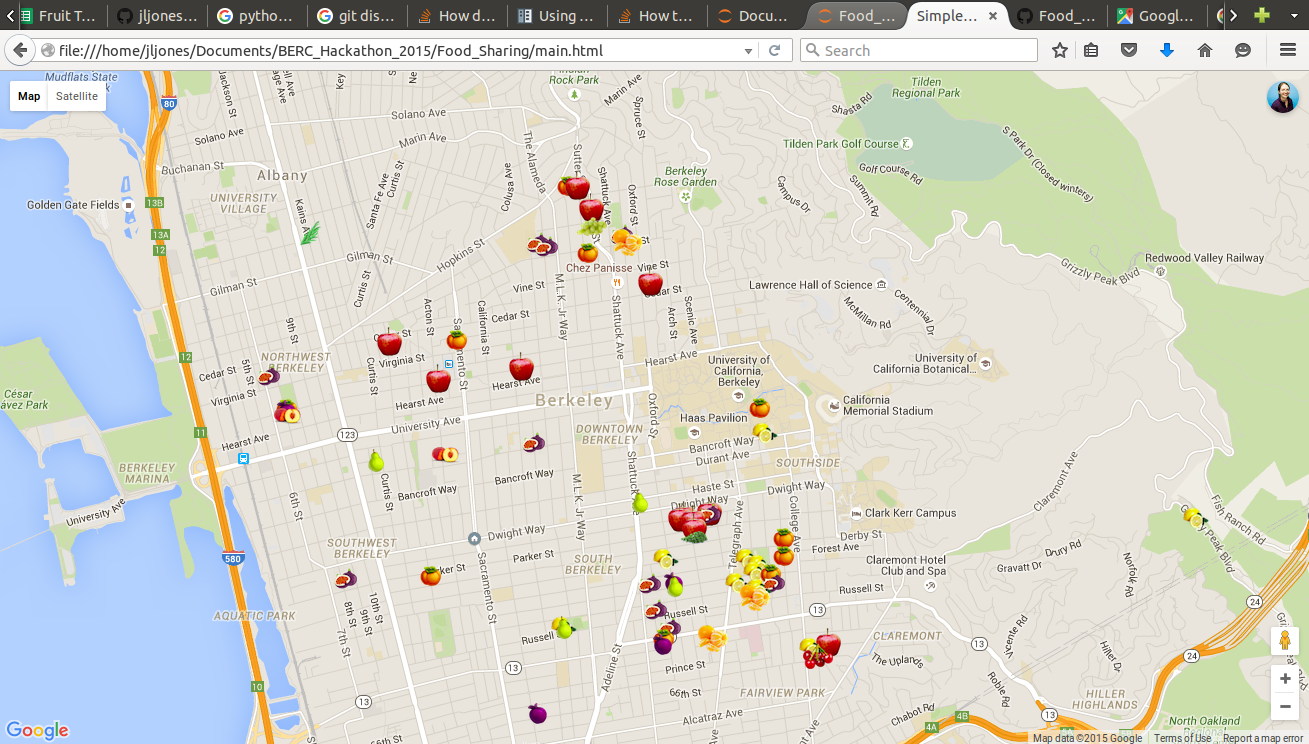 Fruit T...
jljones...
pytho...
git dis...
How d...
Using ...
How t...
Docu...
Food_...
Simple...
Food_...
Googl...
file:///home/jljones/Documents/BERC_Hackathon_2015/Food_Sharing/main.html
Search
Map
Satellite
Mudflats State
Park
80
Jackson St
Key
Solano Ave
Marin Ave
Indian
Rock Park
Marin Ave
Spruce St
Tilden
Regional Park
Shasta Rd
Solano Ave
Buchanan St
Albany
The Alameda
Sutter
Tilden Park Golf Course
S Park Dr (Closed winters)
Golf Course Rd
Summit Rd
Campus Dr
Berkeley
Rose Garden
UNIVERSITY
VILLAGE
Kains A
Santa Fe Ave
Curtis St
Colusa Ave
Shattuck Ave
Oxford St
Golden Gate Fields
13B
13A
12
Gilman St
Hopkins St
Gilman St
Curtis St
Chez Panisse
Vine St
Vine St
M.L.K. Jr Way
Cedar St
Grizzly Peak Blvd
Redwood Valley Railway
Lawrence Hall of Science
Centennial Dr
McMillan Rd
9th St
Acton St
California St
Cedar St
Shattuck Ave
Arch St
Scenic Ave
12
NORTHWEST
BERKELEY
Virginia St
Hearst Ave
University of
California,
Berkeley
University of
California Botanical...
Cedar St
5th St
Virginia St
Curtis St
Hearst Ave
Hearst Ave
César
ávez Park
Berkeley
Oxford St
Haas Pavilion
California
Memorial Stadium
11
Hearst Ave
123
University Ave
DOWNTOWN
BERKELEY
Bancroft Way
Durant Ave
SOUTHSIDE
BERKELEY
MARINA
Bancroft Way
Bancroft Way
Haste St
Dwight Way
Dwight Way
Claremont Ave
University Ave
6th St
Curtis St
M.L.K. Jr Way
Shattuck
Telegraph Ave
College Ave
Clark Kerr Campus
Fish Ranch Rd
Grizzly Peak Blvd
SOUTHWEST
BERKELEY
Dwight Way
Derby St
Forest Ave
580
Parker St
SOUTH
BERKELEY
Claremont Hotel
Club and Spa
Drury Rd
Gravatt Dr
Norfolk Rd
Sacramento St
Russell St
24
AQUATIC PARK
8th St
9th St
10th St
7th St
Russell St
13
Russell
CLAREMONT
13
Vicente Rd
24
Prince St
The Uplands
Hiller Dr
13
Adeline St
66th St
FAIRVIEW PARK
Roble Rd
10
13
Alcatraz Ave
Chabot Rd
HILLER
HIGHLANDS
13
4B
4A
North Oakland
Google
Map data ©2015 Google
Terms of Use
Report a map error